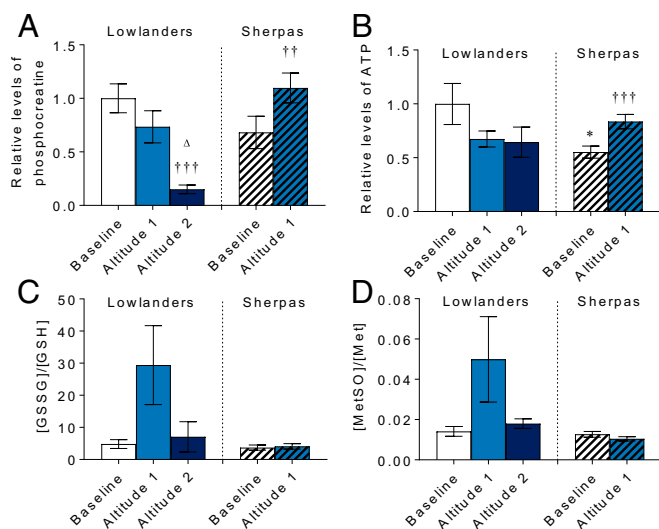 A
Lowlanders Sherpas
Relative levels of
phosphocreatine
1.5
1.0
0.5
0.0
Δ
†††
††
Baseline
Altitude 1
Altitude 2
Baseline
Altitude 1
B
Lowlanders Sherpas
Relative levels of ATP
1.5
1.0
0.5
0.0
*
†††
Baseline
Altitude 1
Altitude 2
Baseline
Altitude 1
C
Lowlanders Sherpas
[GSSG]/[GSH]
50
40
30
20
10
0
Baseline
Altitude 1
Altitude 2
Baseline
Altitude 1
D
Lowlanders Sherpas
[MetSO]/[Met]
0.08
0.06
0.04
0.02
0.00
Baseline
Altitude 1
Altitude 2
Baseline
Altitude 1